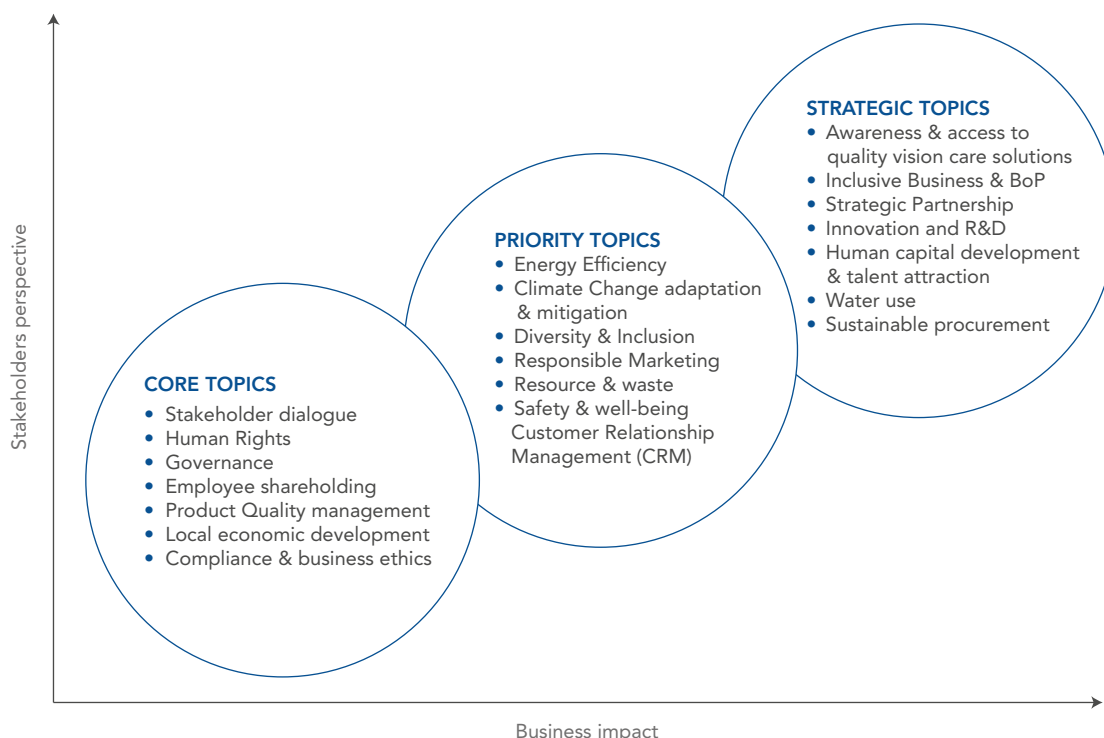 Stakeholders perspective
STRATEGIC TOPICS
• Awareness & access to
quality vision care solutions
• Inclusive Business & BoP
• Strategic Partnership
• Innovation and R&D
• Human capital development
& talent attraction
• Water use
• Sustainable procurement
PRIORITY TOPICS
• Energy Efficiency
• Climate Change adaptation
& mitigation
• Diversity & Inclusion
• Responsible Marketing
• Resource & waste
• Safety & well-being
Customer Relationship
Management (CRM)
CORE TOPICS
• Stakeholder dialogue
• Human Rights
• Governance
• Employee shareholding
• Product Quality management
• Local economic development
• Compliance & business ethics
Business impact